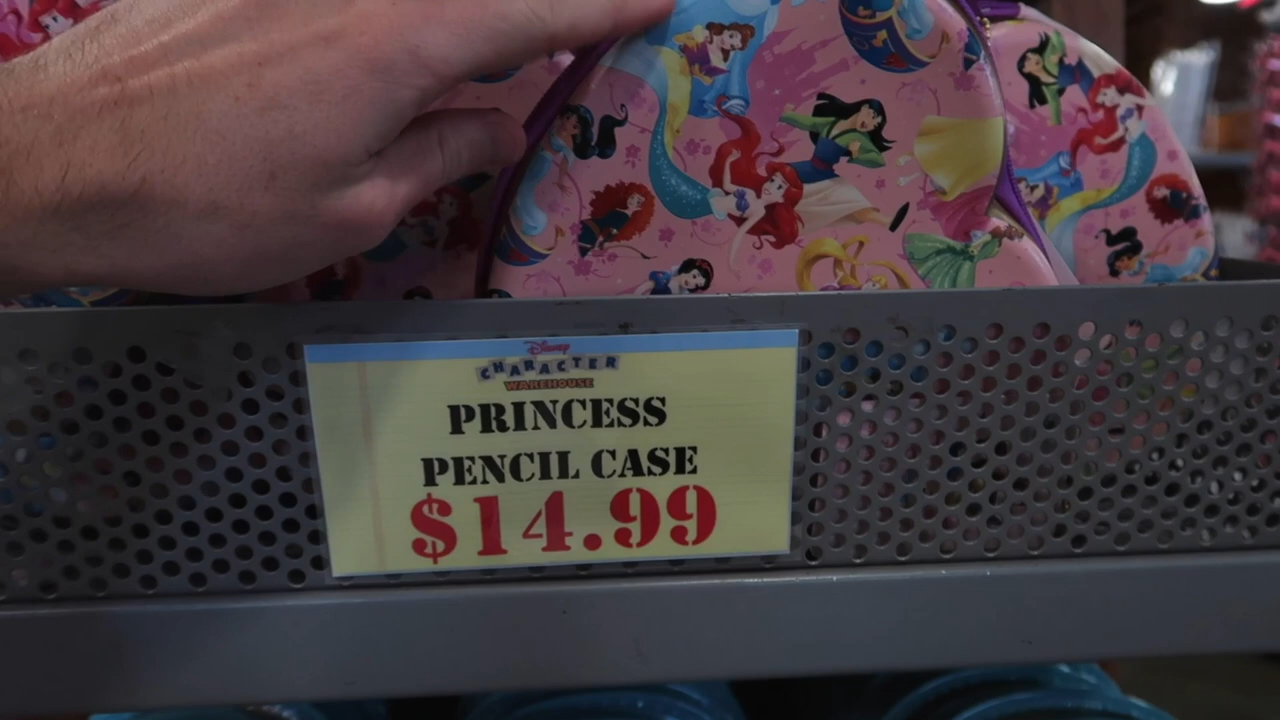 Disney
CHARACTER
WAREHOUSE
PRINCESS
PENCIL CASE
$14.99